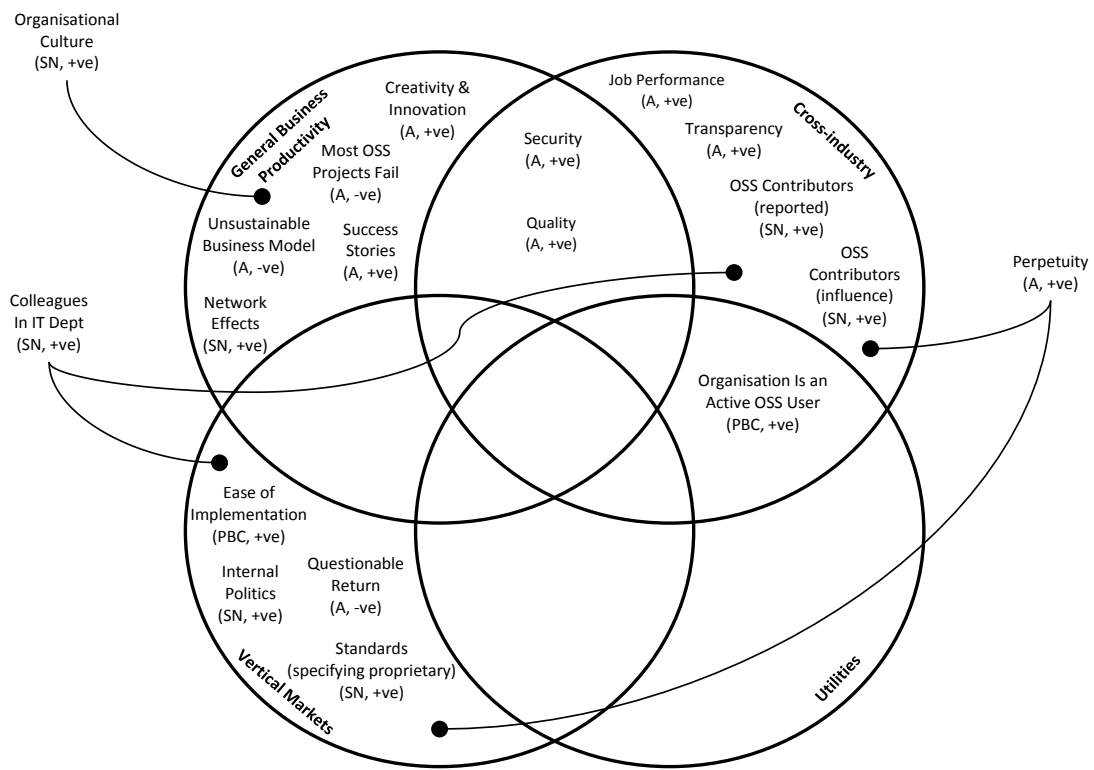 Organisational
Culture
(SN, +ve)
General Business
Productivity
Creativity &
Innovation
(A, +ve)
Most OSS
Projects Fail
(A, -ve)
Unsustainable
Business Model
(A, -ve)
Success
Stories
(A, +ve)
Network
Effects
(SN, +ve)
Security
(A, +ve)
Quality
(A, +ve)
Job Performance
(A, +ve)
Cross-industry
Transparency
(A, +ve)
OSS Contributors
(reported)
(SN, +ve)
OSS
Contributors
(influence)
(SN, +ve)
Perpetuity
(A, +ve)
Colleagues
In IT Dept
(SN, +ve)
Organisation Is an
Active OSS User
(PBC, +ve)
Ease of
Implementation
(PBC, +ve)
Internal
Politics
(SN, +ve)
Questionable
Return
(A, -ve)
Standards
(specifying proprietary)
(SN, +ve)
Vertical Markets
Utilities